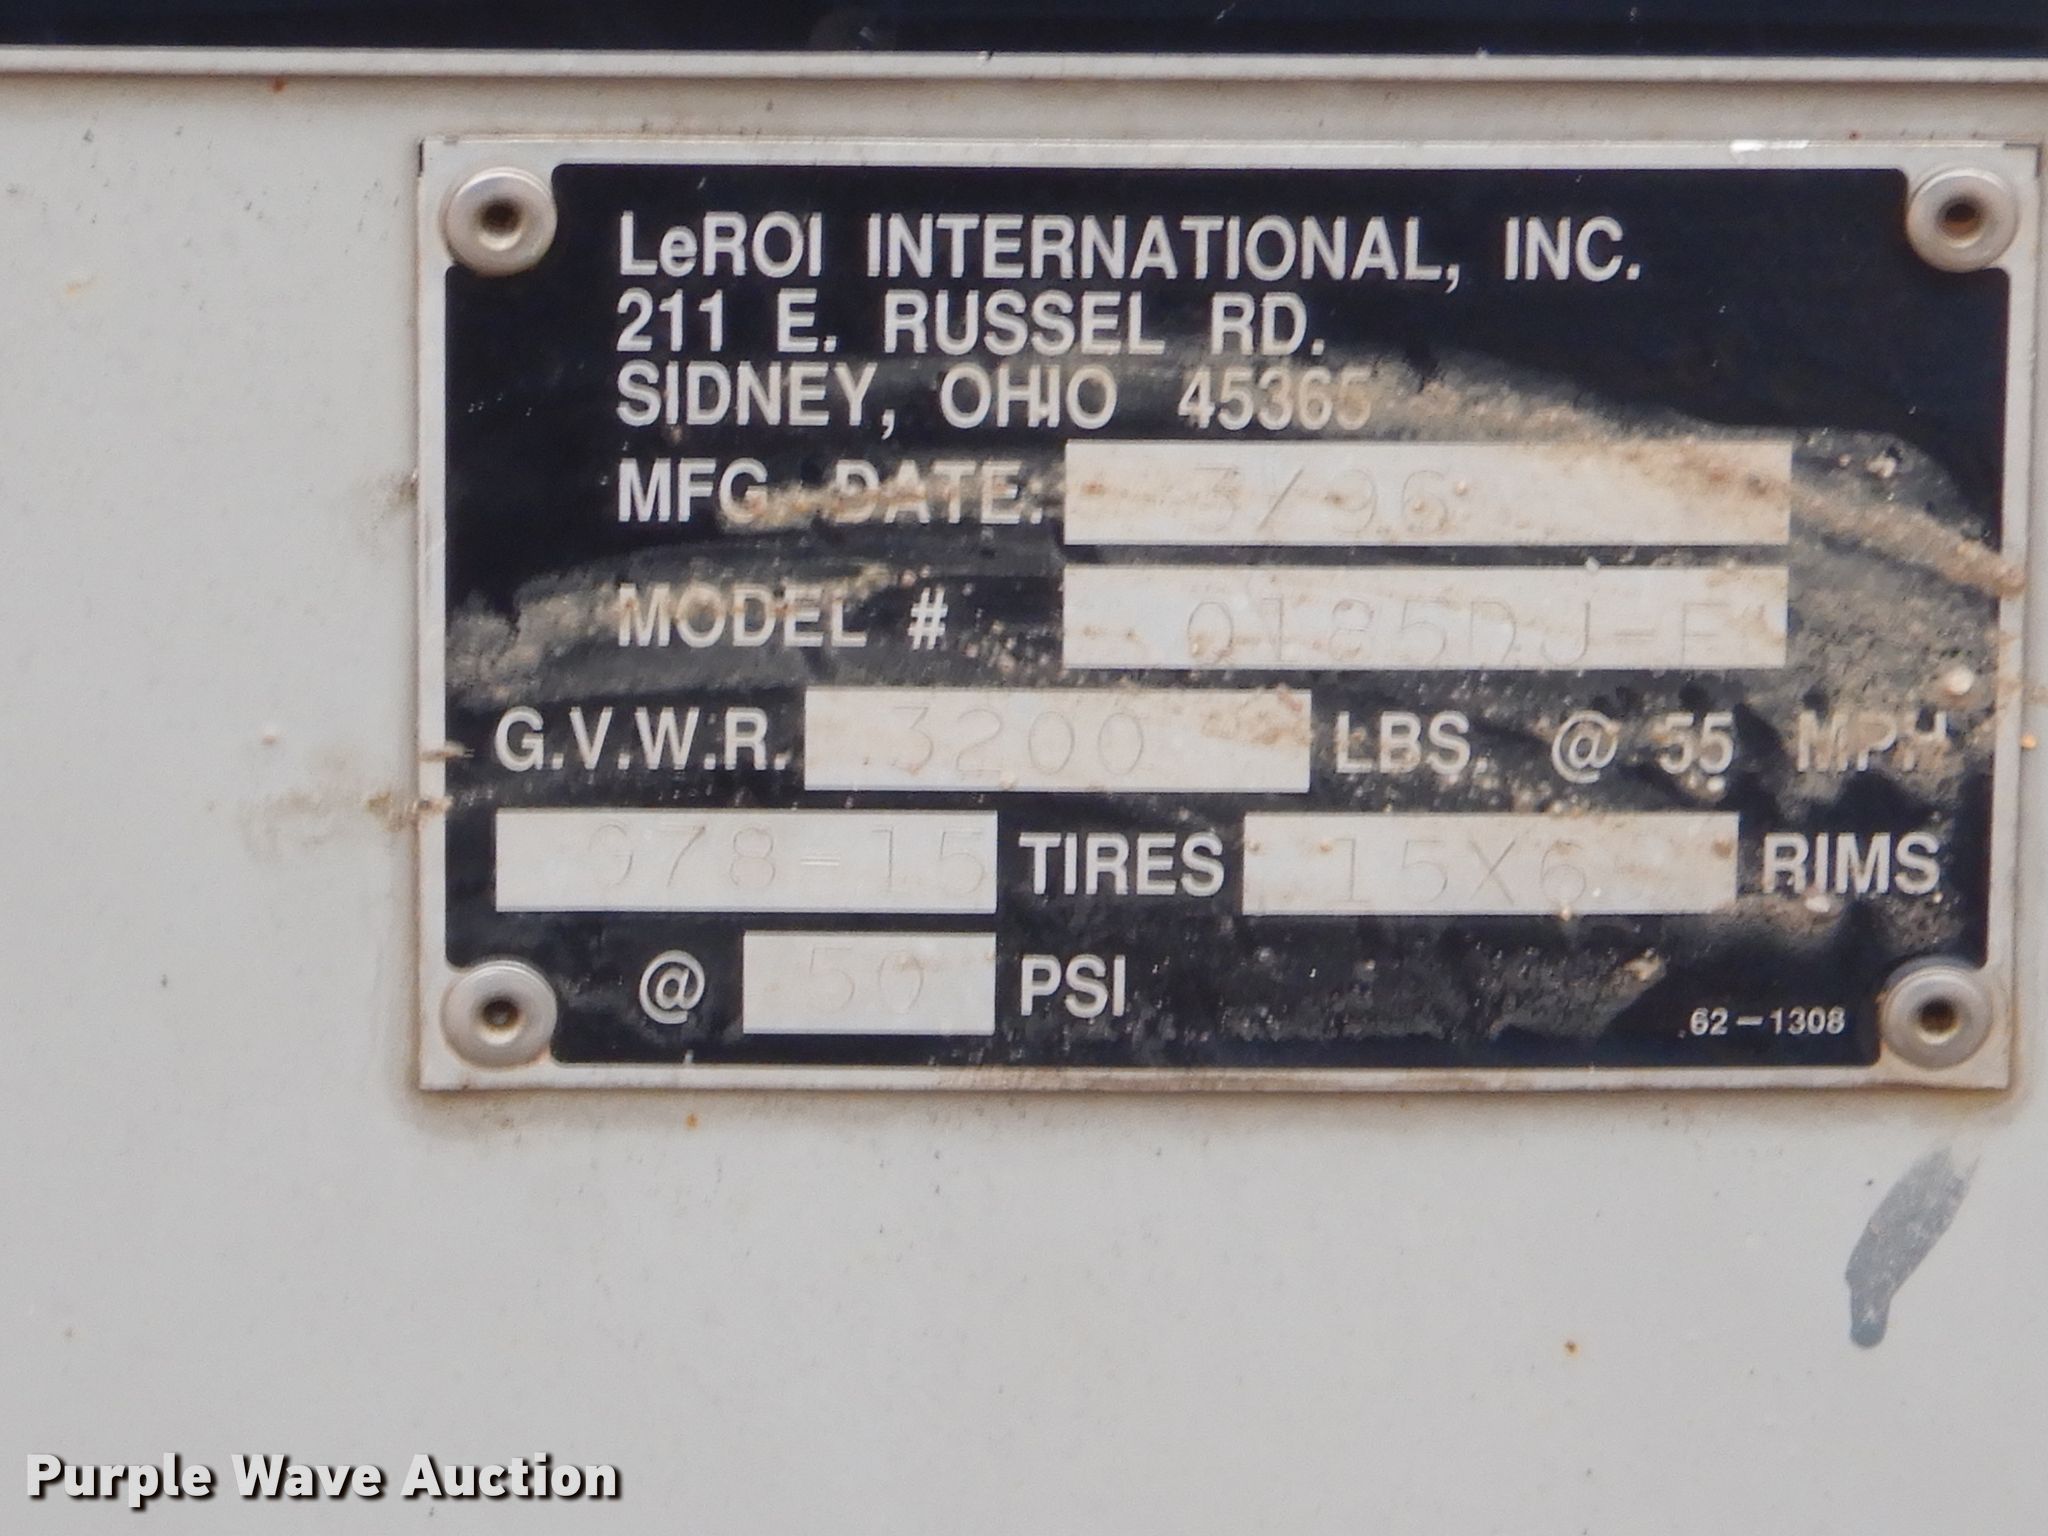 LeROI INTERNATIONAL, INC.
211 E. RUSSEL RD.
SIDNEY, OHIO 45365
MFG. DATE. 3/96
MODEL # Q185DJ-E
G.V.W.R. 3200 LBS. @ 55 MPH
G78-15 TIRES 15X6 RIMS
@ 50 PSI
62-1308
Purple Wave Auction